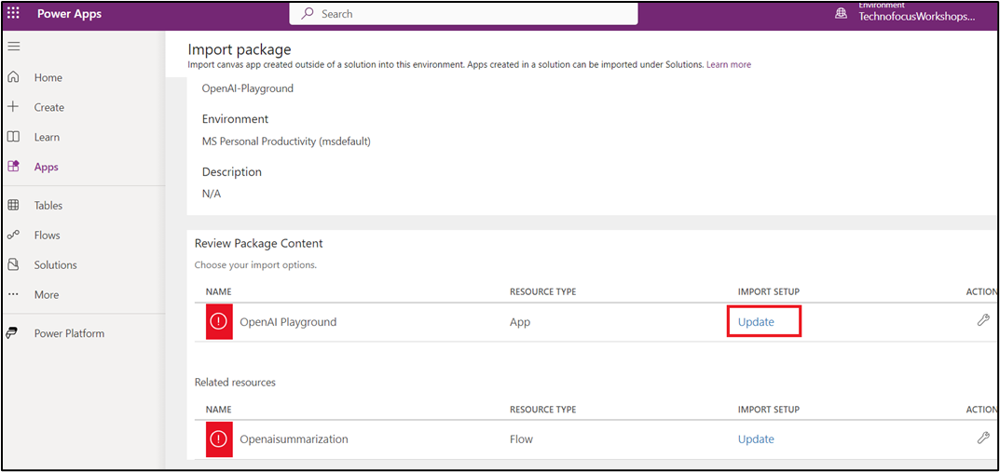 Power Apps
Search
Environment
TechnofocusWorkshops...
Home
Create
Learn
Apps
Tables
Flows
Solutions
More
Power Platform
Import package
Import canvas app created outside of a solution into this environment. Apps created in a solution can be imported under Solutions. Learn more
OpenAI-Playground
Environment
MS Personal Productivity (msdefault)
Description
N/A
Review Package Content
Choose your import options.
NAME RESOURCE TYPE IMPORT SETUP ACTION
OpenAI Playground App Update
Related resources
NAME RESOURCE TYPE IMPORT SETUP ACTION
Openaisummarization Flow Update